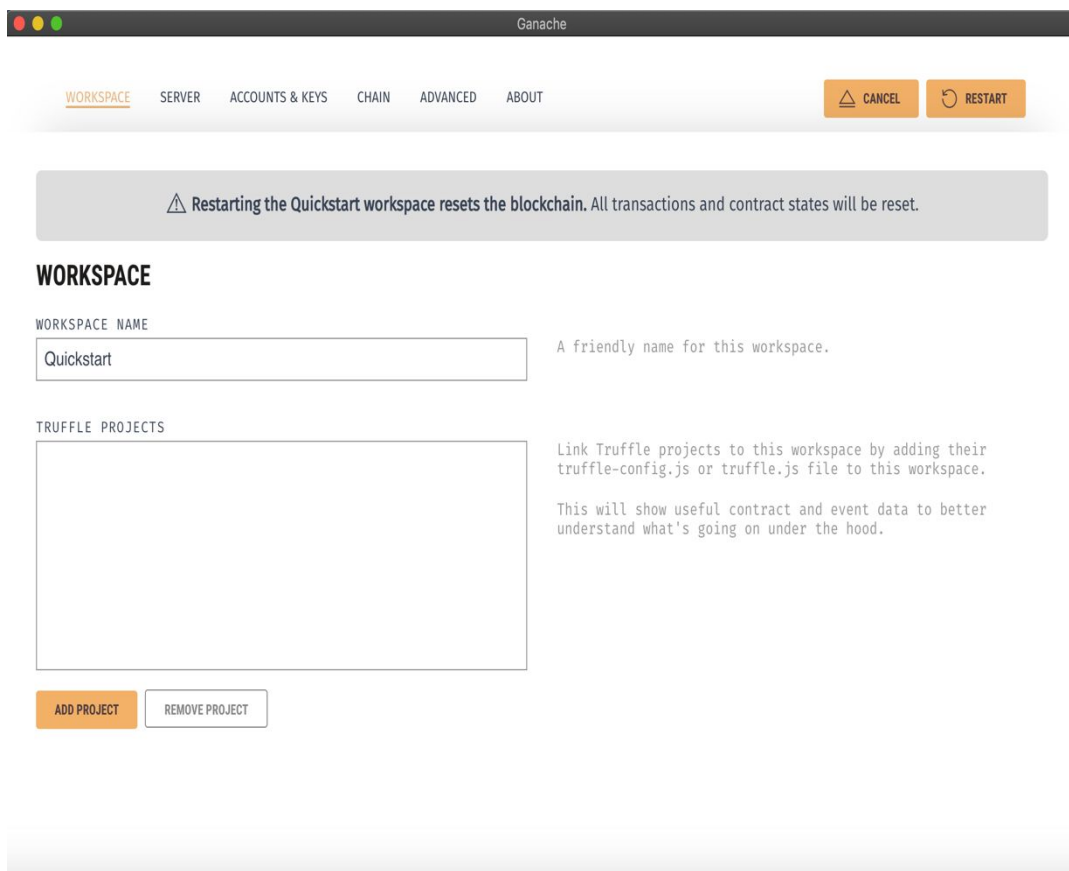 Ganache
WORKSPACE SERVER ACCOUNTS & KEYS CHAIN ADVANCED ABOUT CANCEL RESTART
Restarting the Quickstart workspace resets the blockchain. All transactions and contract states will be reset.
WORKSPACE
WORKSPACE NAME
Quickstart
A friendly name for this workspace.
TRUFFLE PROJECTS
Link Truffle projects to this workspace by adding their
truffle-config.js or truffle.js file to this workspace.
This will show useful contract and event data to better
understand what's going on under the hood.
ADD PROJECT REMOVE PROJECT